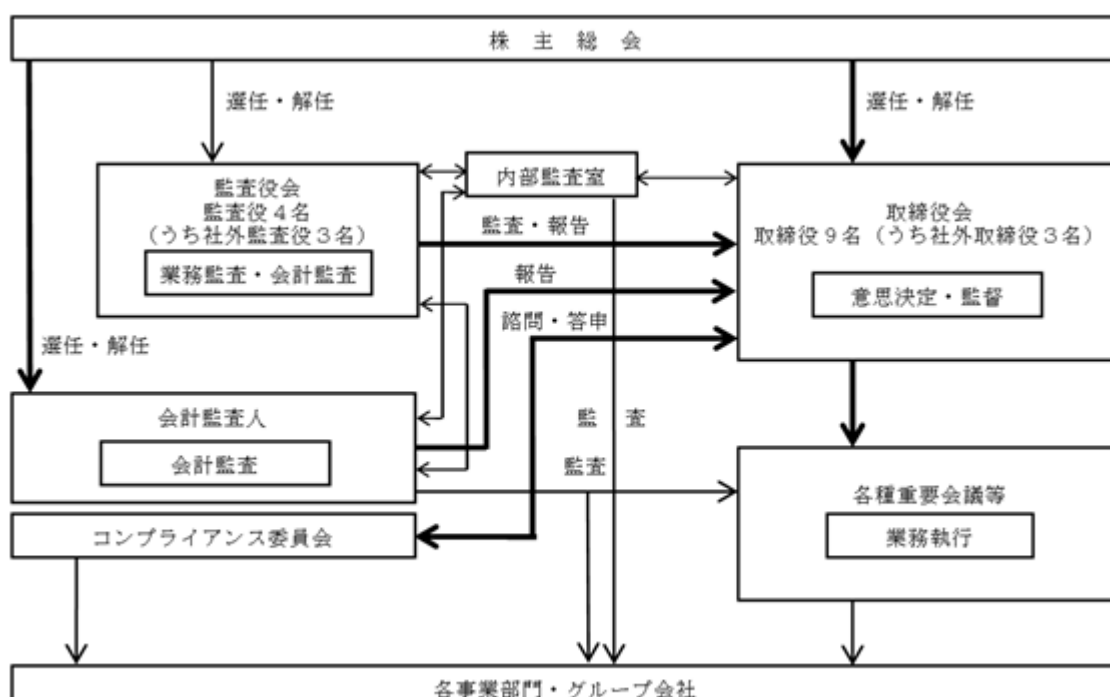 株 主 総 会
選任・解任
選任・解任
内部監査室
監査役会
監査役４名
（うち社外監査役３名）
業務監査・会計監査
取締役会
取締役９名（うち社外取締役３名）
意思決定・監督
監査・報告
報告
諮問・答申
選任・解任
会計監査人
会計監査
監　査
監査
各種重要会議等
業務執行
コンプライアンス委員会
各事業部門・グループ会社